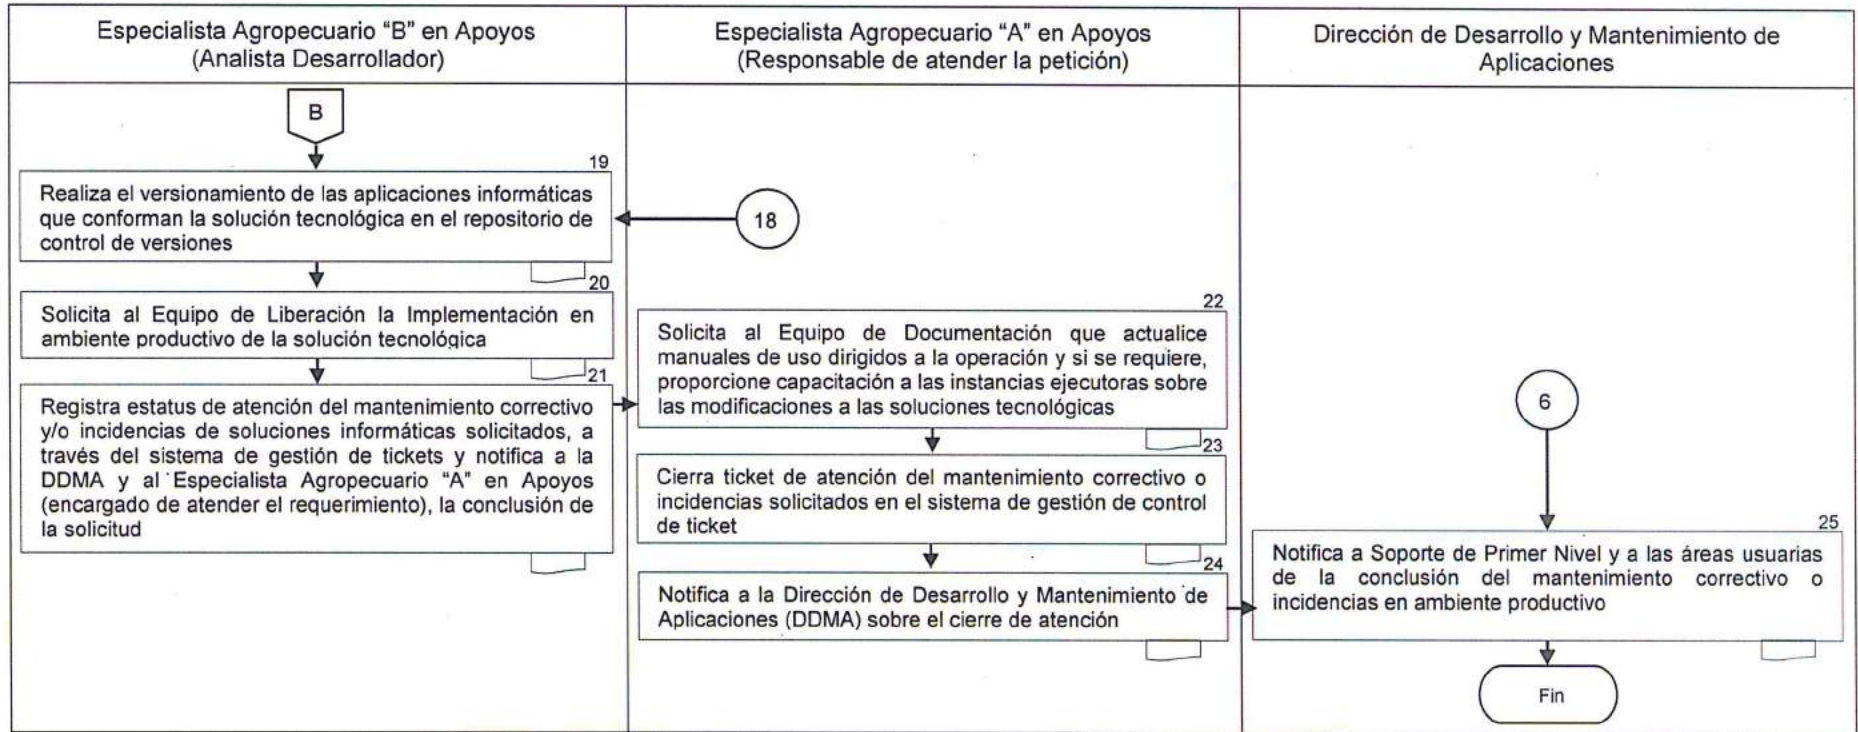 Especialista Agropecuario “B” en Apoyos
(Analista Desarrollador)
Especialista Agropecuario “A” en Apoyos
(Responsable de atender la petición)
Dirección de Desarrollo y Mantenimiento de
Aplicaciones
B
19
Realiza el versionamiento de las aplicaciones informáticas
que conforman la solución tecnológica en el repositorio de
control de versiones
18
20
Solicita al Equipo de Liberación la Implementación en
ambiente productivo de la solución tecnológica
21
Registra estatus de atención del mantenimiento correctivo
y/o incidencias de soluciones informáticas solicitados, a
través del sistema de gestión de tickets y notifica a la
DDMA y al Especialista Agropecuario “A” en Apoyos
(encargado de atender el requerimiento), la conclusión de
la solicitud
22
Solicita al Equipo de Documentación que actualice
manuales de uso dirigidos a la operación y si se requiere,
proporcione capacitación a las instancias ejecutoras sobre
las modificaciones a las soluciones tecnológicas
23
Cierra ticket de atención del mantenimiento correctivo o
incidencias solicitados en el sistema de gestión de control
de ticket
24
Notifica a la Dirección de Desarrollo y Mantenimiento de
Aplicaciones (DDMA) sobre el cierre de atención
6
25
Notifica a Soporte de Primer Nivel y a las áreas usuarias
de la conclusión del mantenimiento correctivo o
incidencias en ambiente productivo
Fin